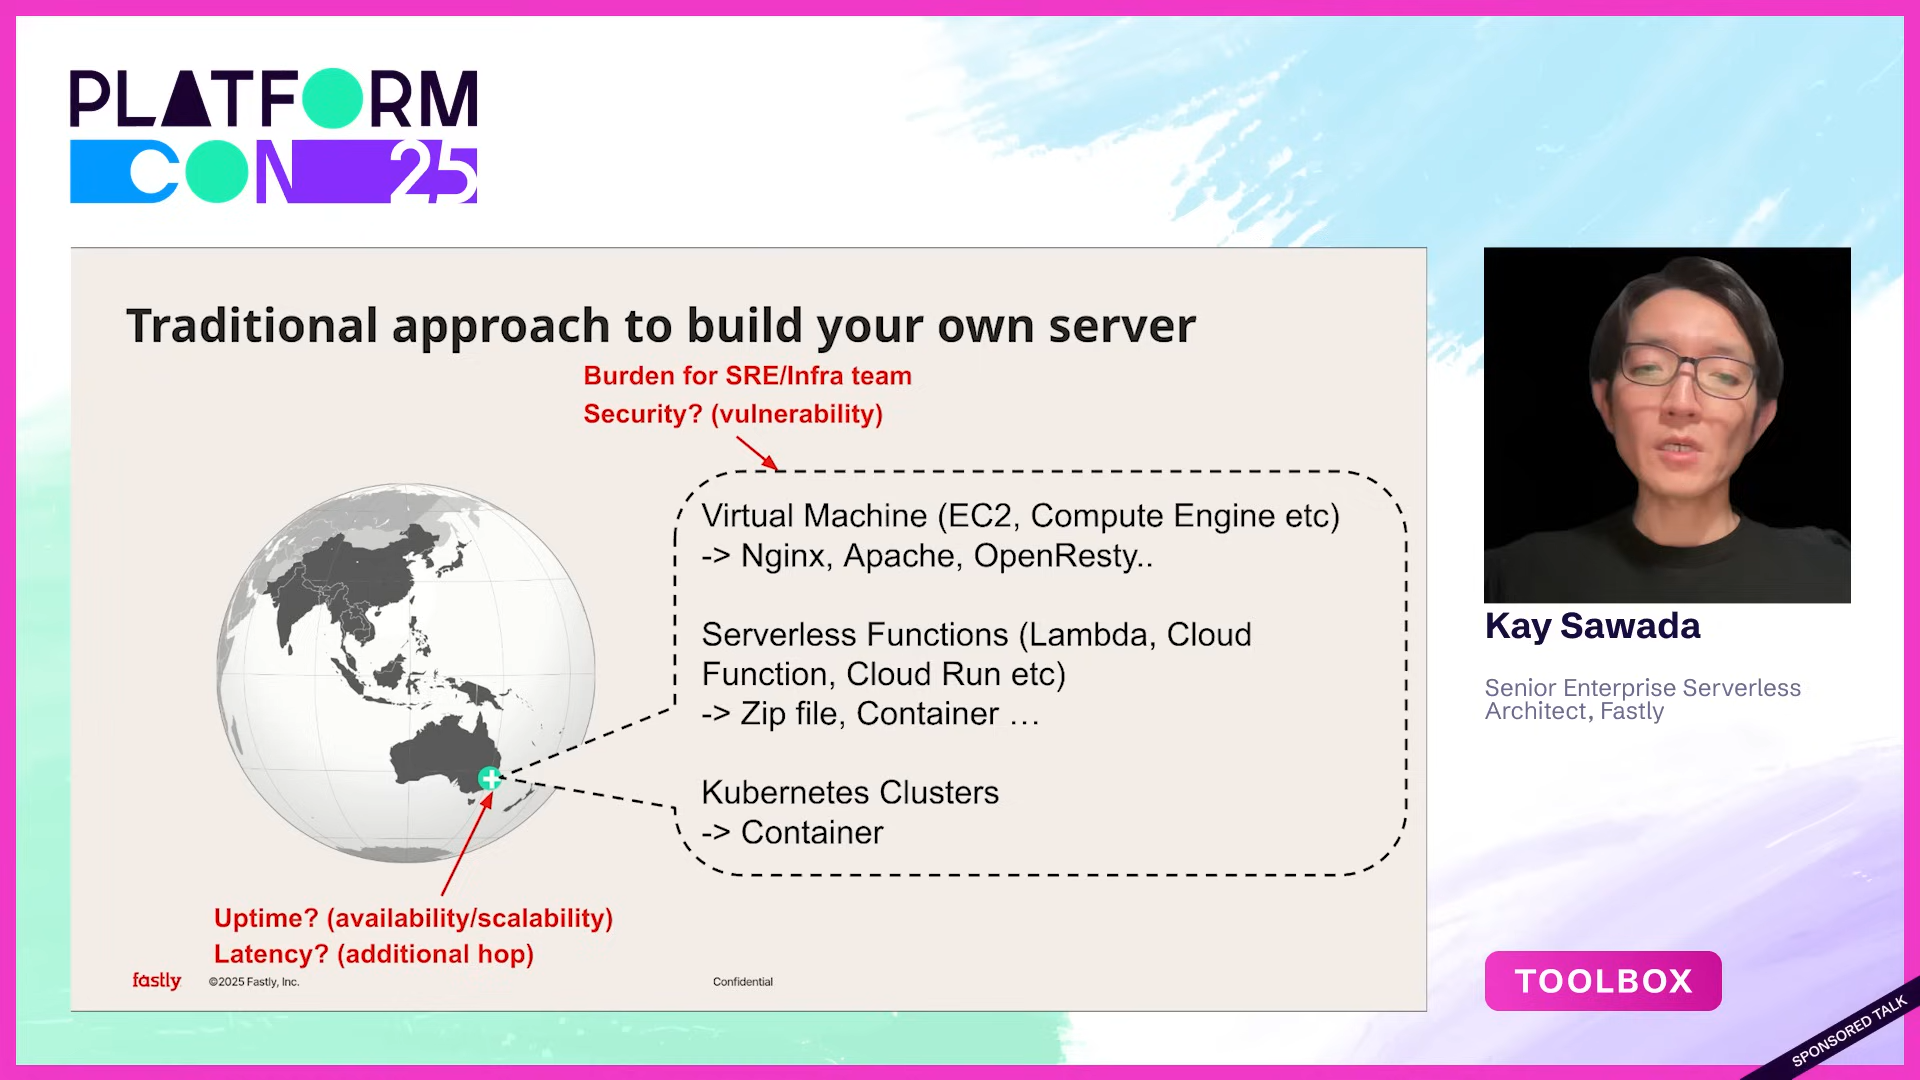 PLATFORM
CON 25
Traditional approach to build your own server
Burden for SRE/Infra team
Security? (vulnerability)
Virtual Machine (EC2, Compute Engine etc)
-> Nginx, Apache, OpenResty..
Serverless Functions (Lambda, Cloud
Function, Cloud Run etc)
-> Zip file, Container …
Kubernetes Clusters
-> Container
Uptime? (availability/scalability)
Latency? (additional hop)
fastly
©2025 Fastly, Inc.
Confidential
Kay Sawada
Senior Enterprise Serverless
Architect, Fastly
TOOLBOX
SPONSORED TALK